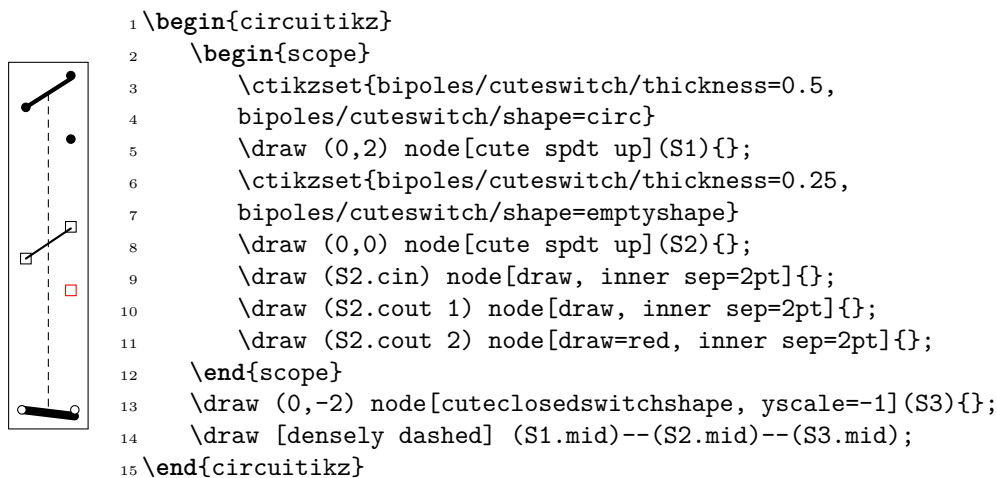 1 \begin{circuitikz}
2     \begin{scope}
3         \ctikzset{bipoles/cuteswitch/thickness=0.5,
4         bipoles/cuteswitch/shape=circ}
5         \draw (0,2) node[cute spdt up](S1){};
6         \ctikzset{bipoles/cuteswitch/thickness=0.25,
7         bipoles/cuteswitch/shape=emptyshape}
8         \draw (0,0) node[cute spdt up](S2){};
9         \draw (S2.cin) node[draw, inner sep=2pt]{};
10         \draw (S2.cout 1) node[draw, inner sep=2pt]{};
11         \draw (S2.cout 2) node[draw=red, inner sep=2pt]{};
12     \end{scope}
13     \draw (0,-2) node[cuteclosedswitchshape, yscale=-1](S3){};
14     \draw [densely dashed] (S1.mid)--(S2.mid)--(S3.mid);
15 \end{circuitikz}